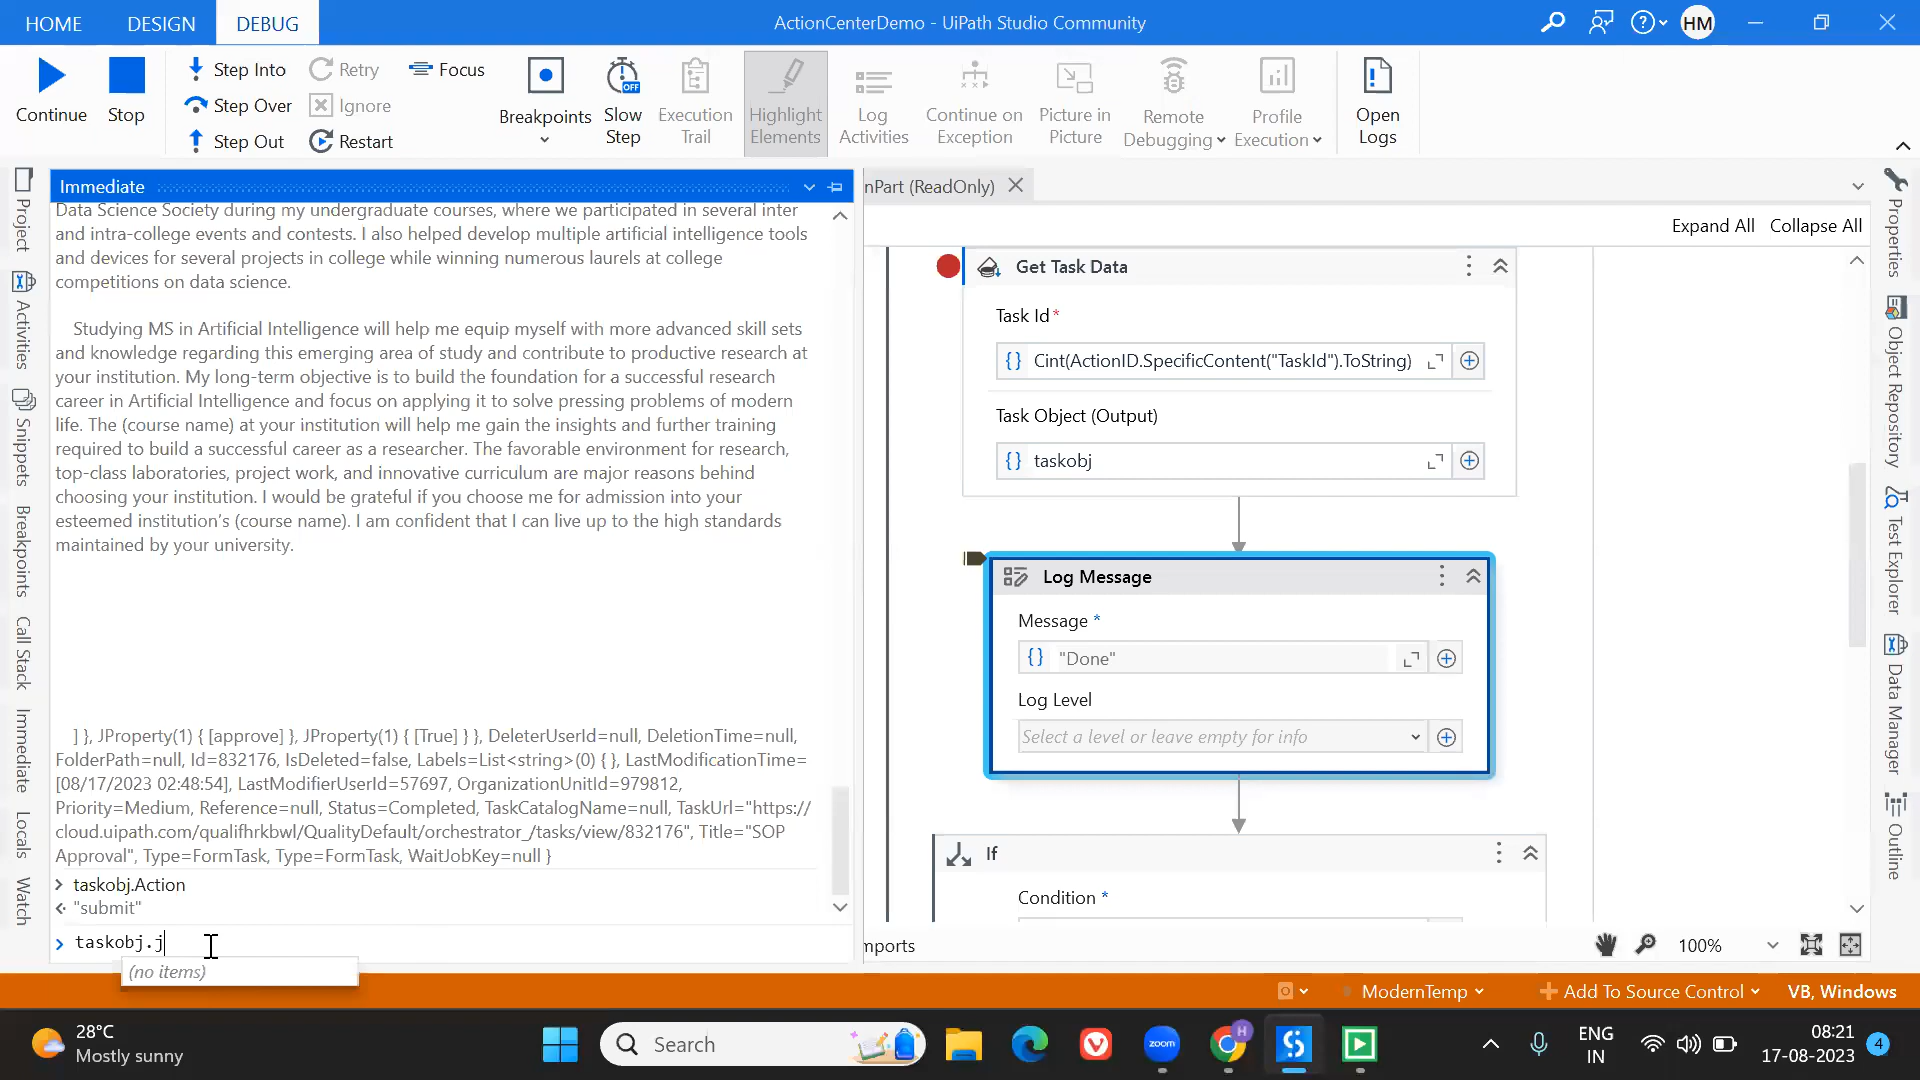 HOME
DESIGN
DEBUG
ActionCenterDemo - UiPath Studio Community
HM
Continue
Stop
Step Into
Step Over
Step Out
Retry
Ignore
Restart
Focus
Breakpoints
Slow
Step
OFF
Execution
Trail
Highlight
Elements
Log
Activities
Continue on
Exception
Picture in
Picture
Remote
Debugging
Profile
Execution
Open
Logs
Project
Activities
Snippets
Breakpoints
Call Stack
Immediate
Locals
Watch
Immediate
Data Science Society during my undergraduate courses, where we participated in several inter
and intra-college events and contests. I also helped develop multiple artificial intelligence tools
and devices for several projects in college while winning numerous laurels at college
competitions on data science.
Studying MS in Artificial Intelligence will help me equip myself with more advanced skill sets
and knowledge regarding this emerging area of study and contribute to productive research at
your institution. My long-term objective is to build the foundation for a successful research
career in Artificial Intelligence and focus on applying it to solve pressing problems of modern
life. The (course name) at your institution will help me gain the insights and further training
required to build a successful career as a researcher. The favorable environment for research,
top-class laboratories, project work, and innovative curriculum are major reasons behind
choosing your institution. I would be grateful if you choose me for admission into your
esteemed institution's (course name). I am confident that I can live up to the high standards
maintained by your university.
] }, JProperty(1) { [approve] }, JProperty(1) { [True] } }, DeleterUserId=null, DeletionTime=null,
FolderPath=null, Id=832176, IsDeleted=false, Labels=List<string>(0) { }, LastModificationTime=
[08/17/2023 02:48:54], LastModifierUserId=57697, OrganizationUnitId=979812,
Priority=Medium, Reference=null, Status=Completed, TaskCatalogName=null, TaskUrl="https://
cloud.uipath.com/qualifhrkbwl/QualityDefault/orchestrator_/tasks/view/832176", Title="SOP
Approval", Type=FormTask, Type=FormTask, WaitJobKey=null }
taskobj.Action
"submit"
taskobj.j
(no items)
nPart (ReadOnly)
Expand All
Collapse All
Get Task Data
Task Id*
Cint(ActionID.SpecificContent("TaskId").ToString)
Task Object (Output)
taskobj
Log Message
Message *
"Done"
Log Level
Select a level or leave empty for info
If
Condition *
mports
100%
Properties
Object Repository
Test Explorer
Data Manager
Outline
ModernTemp
Add To Source Control
VB, Windows
28°C
Mostly sunny
Search
zoom
H
ENG
IN
08:21
17-08-2023
4